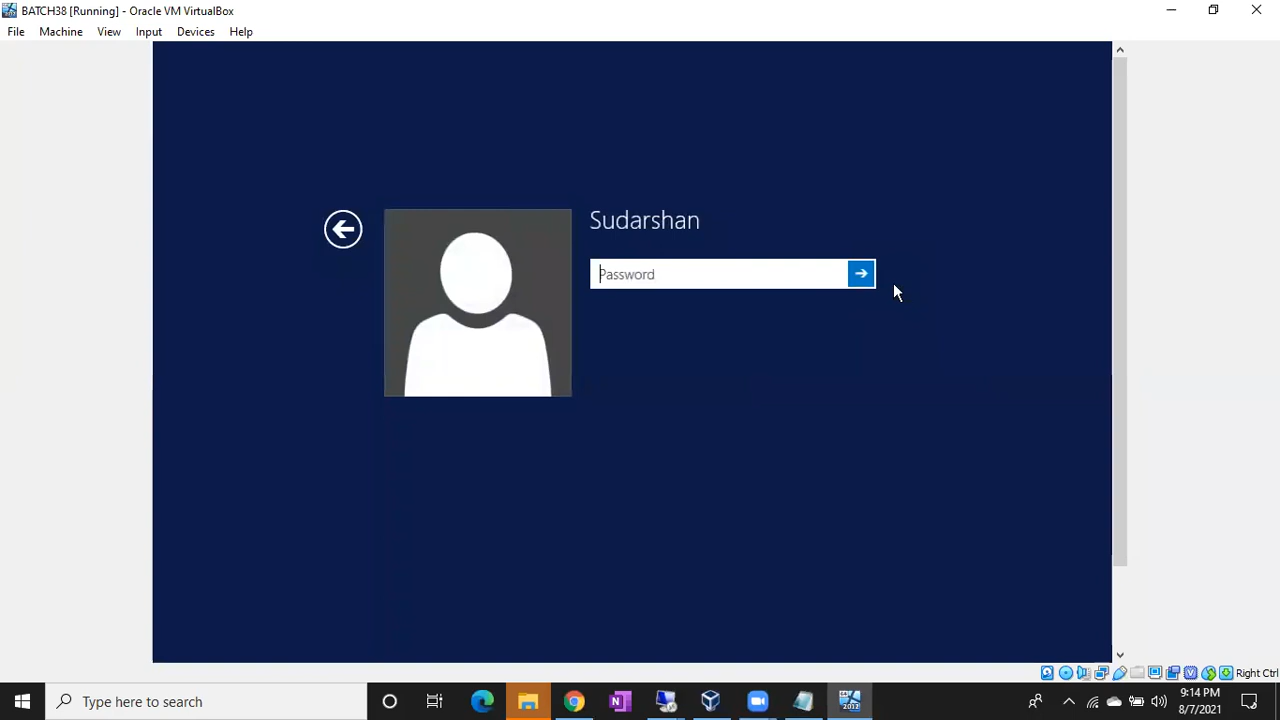 BATCH38 [Running] - Oracle VM VirtualBox
File Machine View Input Devices Help
Sudarshan
Password
Right Ctrl
Type here to search
2012
9:14 PM
8/7/2021